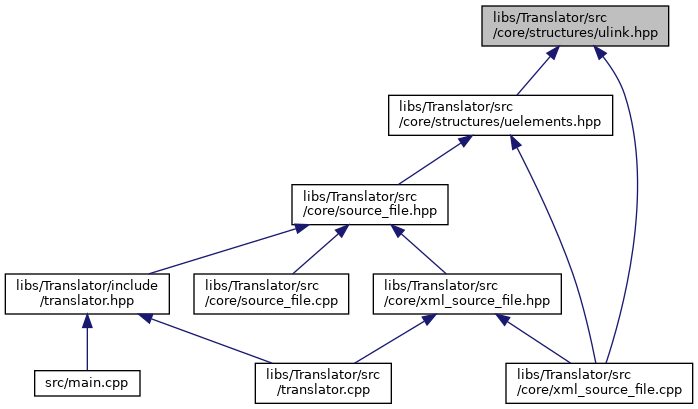 libs/Translator/src
/core/structures/ulink.hpp
libs/Translator/src
/core/structures/uelements.hpp
libs/Translator/src
/core/source_file.hpp
libs/Translator/include
/translator.hpp
libs/Translator/src
/core/source_file.cpp
libs/Translator/src
/core/xml_source_file.hpp
src/main.cpp
libs/Translator/src
/translator.cpp
libs/Translator/src
/core/xml_source_file.cpp